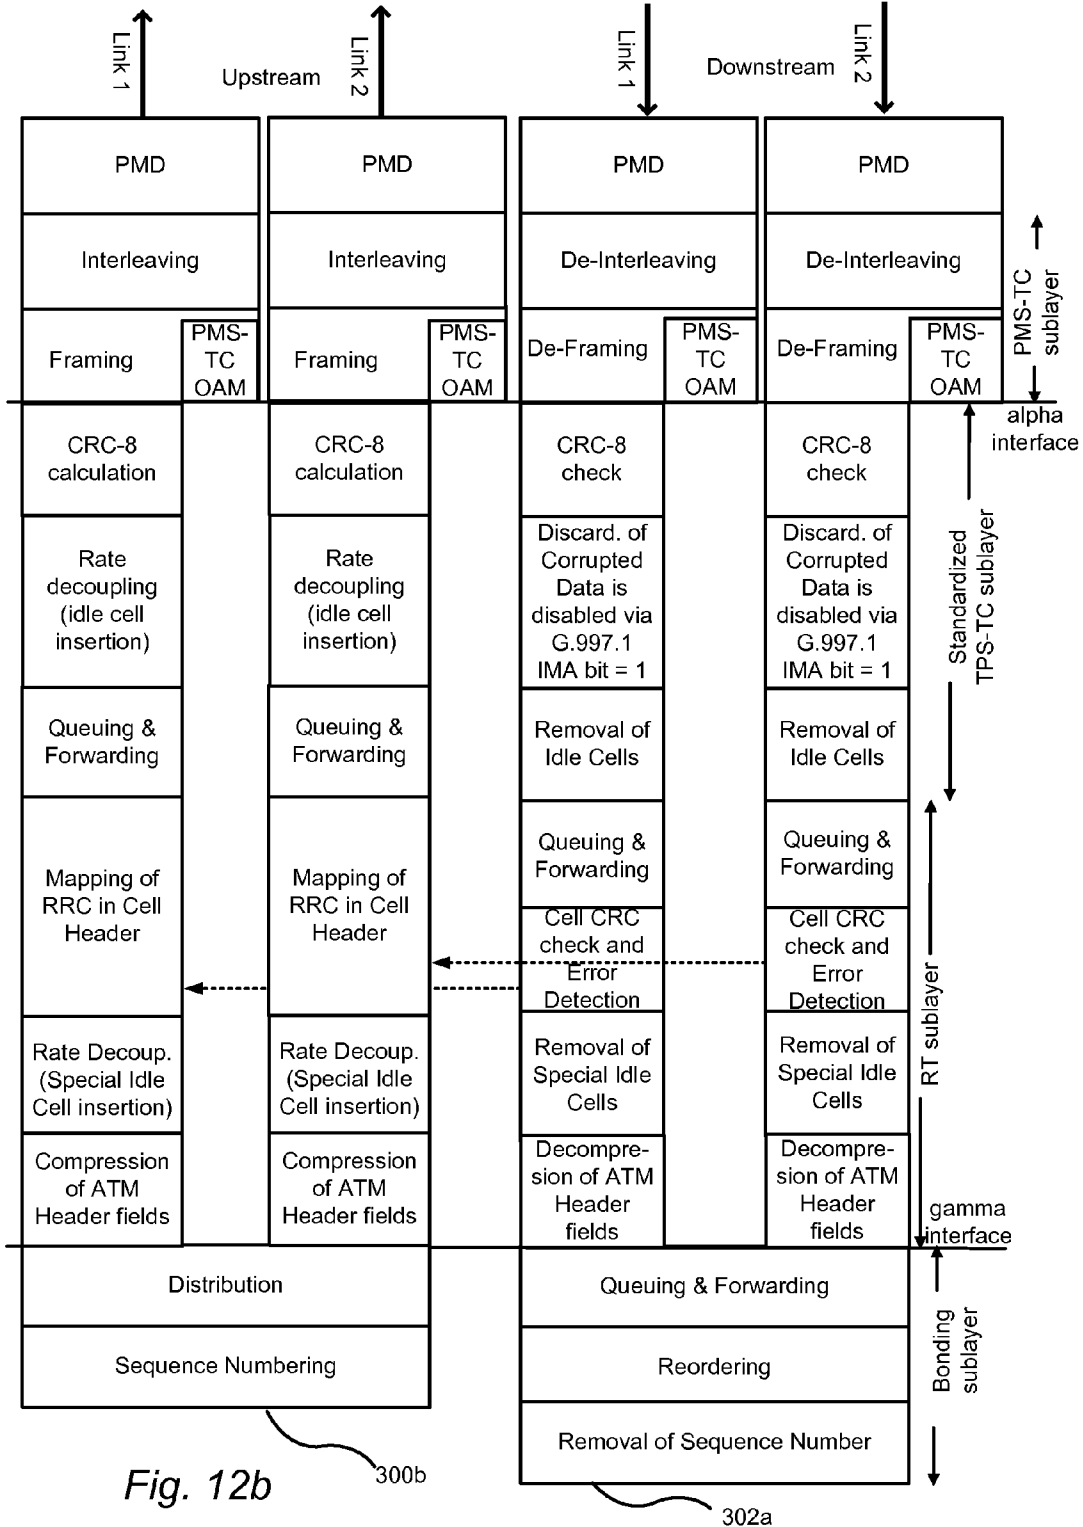 Link 1
Upstream
Link 2
Link 1
Downstream
Link 2
PMD
PMD
PMD
PMD
Interleaving
Interleaving
De-Interleaving
De-Interleaving
PMS-TC
sublayer
Framing
PMS-
TC
OAM
Framing
PMS-
TC
OAM
De-Framing
PMS-
TC
OAM
De-Framing
PMS-
TC
OAM
alpha
interface
CRC-8
calculation
CRC-8
calculation
CRC-8
check
CRC-8
check
Rate
decoupling
(idle cell
insertion)
Rate
decoupling
(idle cell
insertion)
Discard. of
Corrupted
Data is
disabled via
G.997.1
IMA bit = 1
Discard. of
Corrupted
Data is
disabled via
G.997.1
IMA bit = 1
Standardized
TPS-TC sublayer
Queuing &
Forwarding
Queuing &
Forwarding
Removal of
Idle Cells
Removal of
Idle Cells
Mapping of
RRC in Cell
Header
Mapping of
RRC in Cell
Header
Queuing &
Forwarding
Queuing &
Forwarding
Cell CRC
check and
Error
Detection
Cell CRC
check and
Error
Detection
RT sublayer
Rate Decoup.
(Special Idle
Cell insertion)
Rate Decoup.
(Special Idle
Cell insertion)
Removal of
Special Idle
Cells
Removal of
Special Idle
Cells
Compression
of ATM
Header fields
Compression
of ATM
Header fields
Decompre-
sion of ATM
Header
fields
Decompre-
sion of ATM
Header
fields
gamma
interface
Distribution
Queuing & Forwarding
Sequence Numbering
Reordering
Bonding
sublayer
Removal of Sequence Number
Fig. 12b
300b
302a